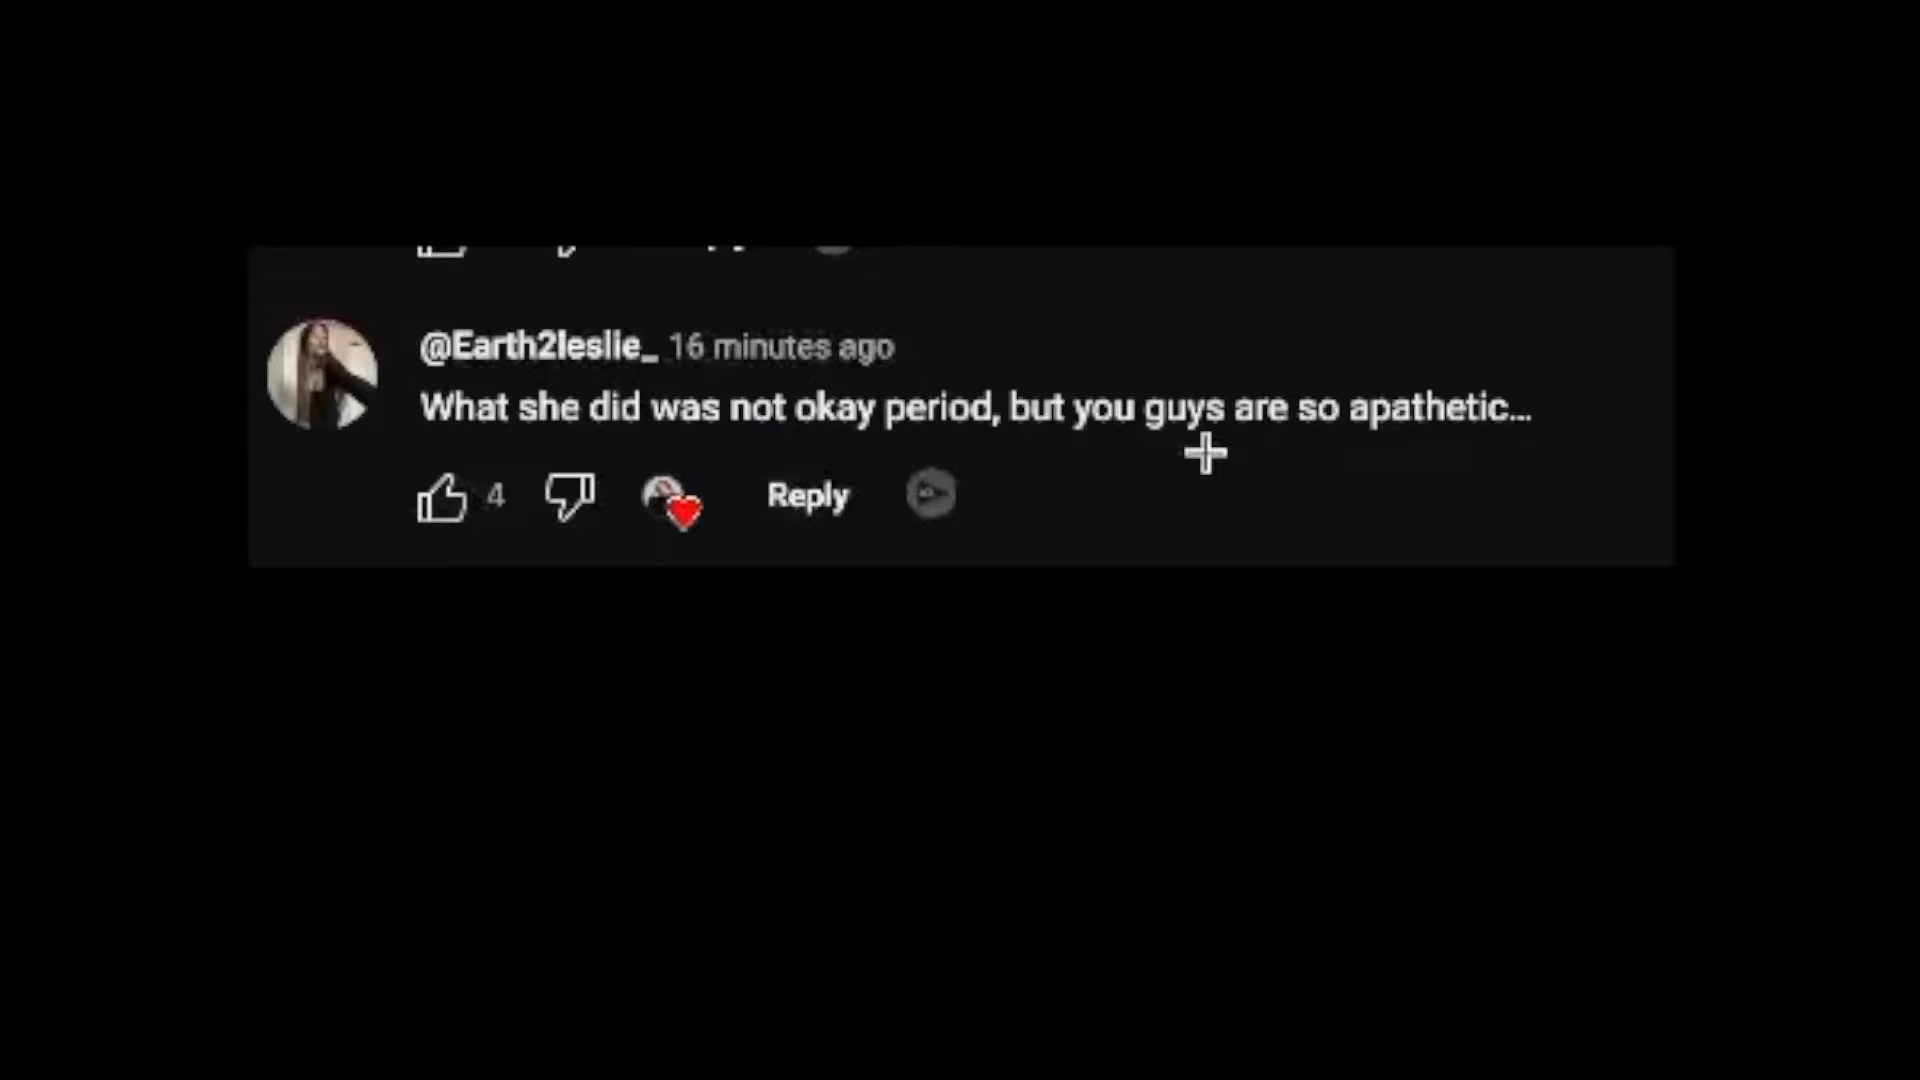 @Earth2leslie_ 16 minutes ago
What she did was not okay period, but you guys are so apathetic...
4 Reply